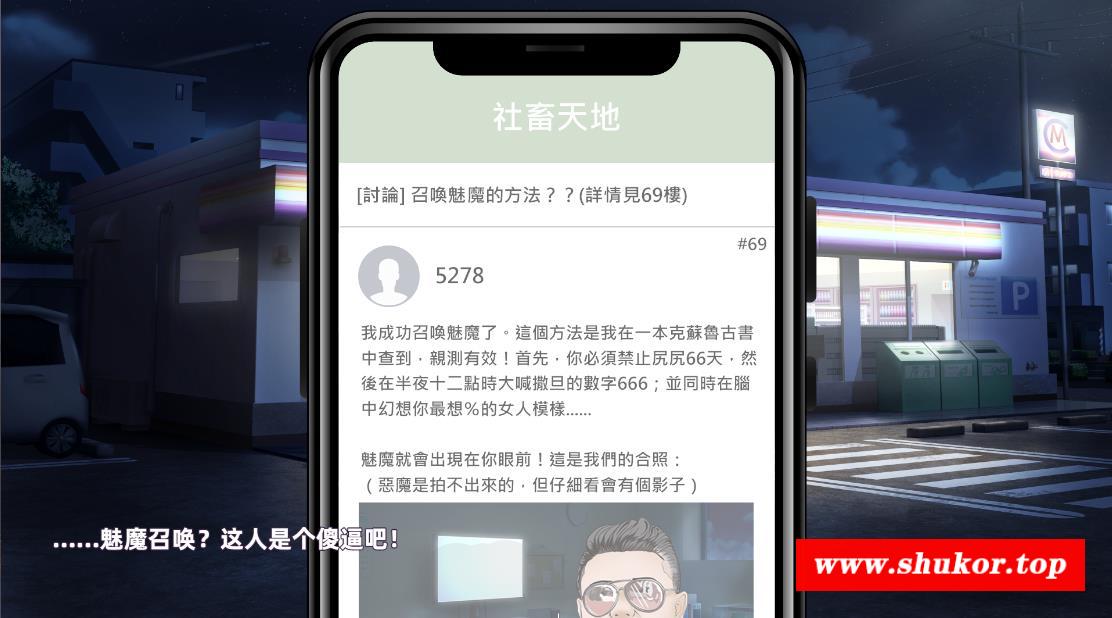 社畜天地
[討論] 召喚魅魔的方法？？(詳情見69樓)
#69
5278
我成功召喚魅魔了。這個方法是我在一本克蘇魯古書
中查到，親測有效！首先，你必須禁止尻尻66天，然
後在半夜十二點時大喊撒旦的數字666；並同時在腦
中幻想你最想%的女人模樣......
魅魔就會出現在你眼前！這是我們的合照：
（惡魔是拍不出來的，但仔細看會有個影子）
……魅魔召唤？这人是个傻逼吧！
www.shukor.top
M
P